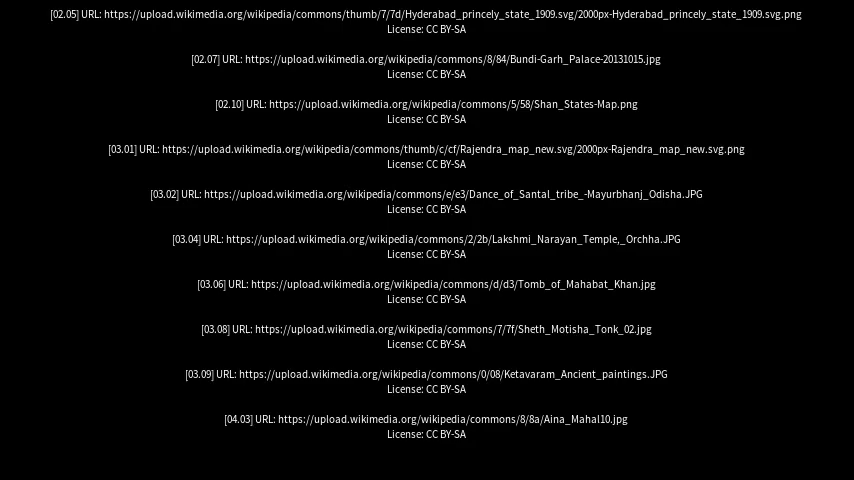 [02.05] URL: https://upload.wikimedia.org/wikipedia/commons/thumb/7/7d/Hyderabad_princely_state_1909.svg/2000px-Hyderabad_princely_state_1909.svg.png
License: CC BY-SA
[02.07] URL: https://upload.wikimedia.org/wikipedia/commons/8/84/Bundi-Garh_Palace-20131015.jpg
License: CC BY-SA
[02.10] URL: https://upload.wikimedia.org/wikipedia/commons/5/58/Shan_States-Map.png
License: CC BY-SA
[03.01] URL: https://upload.wikimedia.org/wikipedia/commons/thumb/c/cf/Rajendra_map_new.svg/2000px-Rajendra_map_new.svg.png
License: CC BY-SA
[03.02] URL: https://upload.wikimedia.org/wikipedia/commons/e/e3/Dance_of_Santal_tribe_-Mayurbhanj_Odisha.JPG
License: CC BY-SA
[03.04] URL: https://upload.wikimedia.org/wikipedia/commons/2/2b/Lakshmi_Narayan_Temple,_Orchha.JPG
License: CC BY-SA
[03.06] URL: https://upload.wikimedia.org/wikipedia/commons/d/d3/Tomb_of_Mahabat_Khan.jpg
License: CC BY-SA
[03.08] URL: https://upload.wikimedia.org/wikipedia/commons/7/7f/Sheth_Motisha_Tonk_02.jpg
License: CC BY-SA
[03.09] URL: https://upload.wikimedia.org/wikipedia/commons/0/08/Ketavaram_Ancient_paintings.JPG
License: CC BY-SA
[04.03] URL: https://upload.wikimedia.org/wikipedia/commons/8/8a/Aina_Mahal10.jpg
License: CC BY-SA